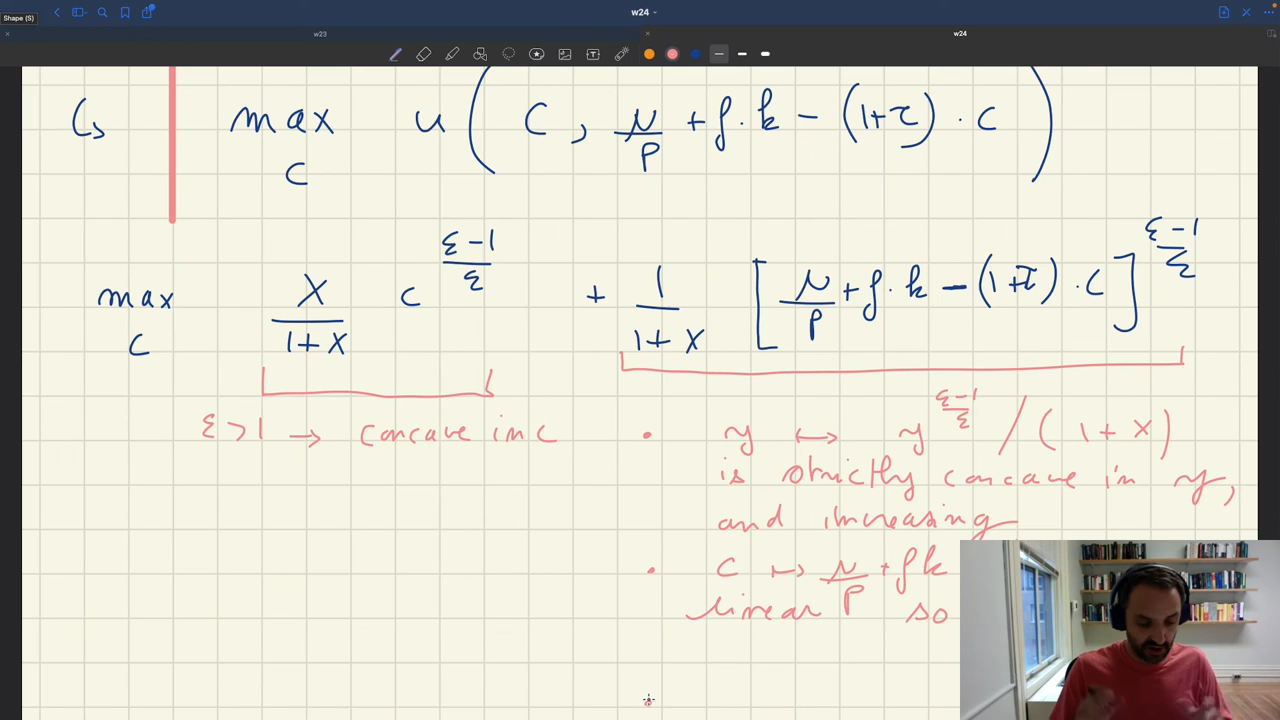 w24
Shape (S)
w23
w24
Cs max u ( C, μ/P + f · k − (1+τ) · c )
c
max χ/(1+χ) c^((ε−1)/ε) + 1/(1+χ) [ μ/P + f · k − (1+τ) · c ]^((ε−1)/ε)
c
ε > 1 → concave in c
• y ↔ y^((ε−1)/ε) / (1 + χ)
is strictly concave in y,
and increasing
• c ↦ μ/P + f k
linear so